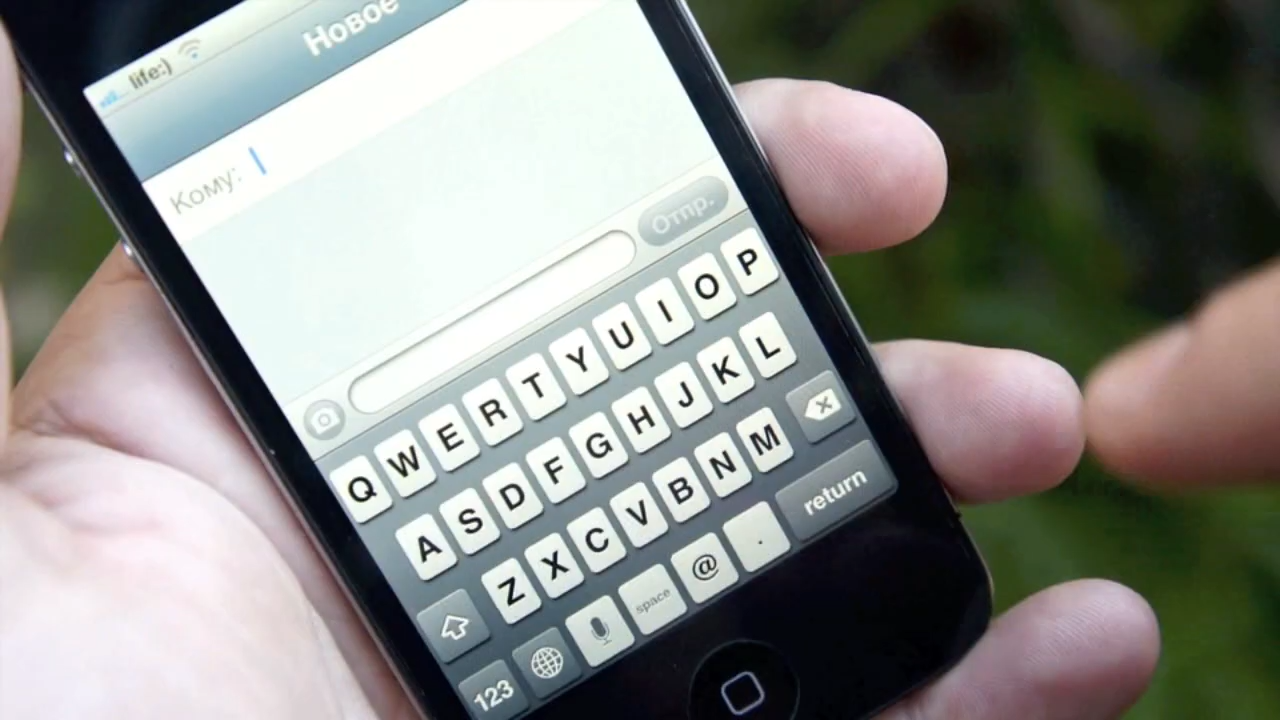 life:)
Новое
Кому:
Отпр.
Q W E R T Y U I O P
A S D F G H J K L
Z X C V B N M
123 space @ . return